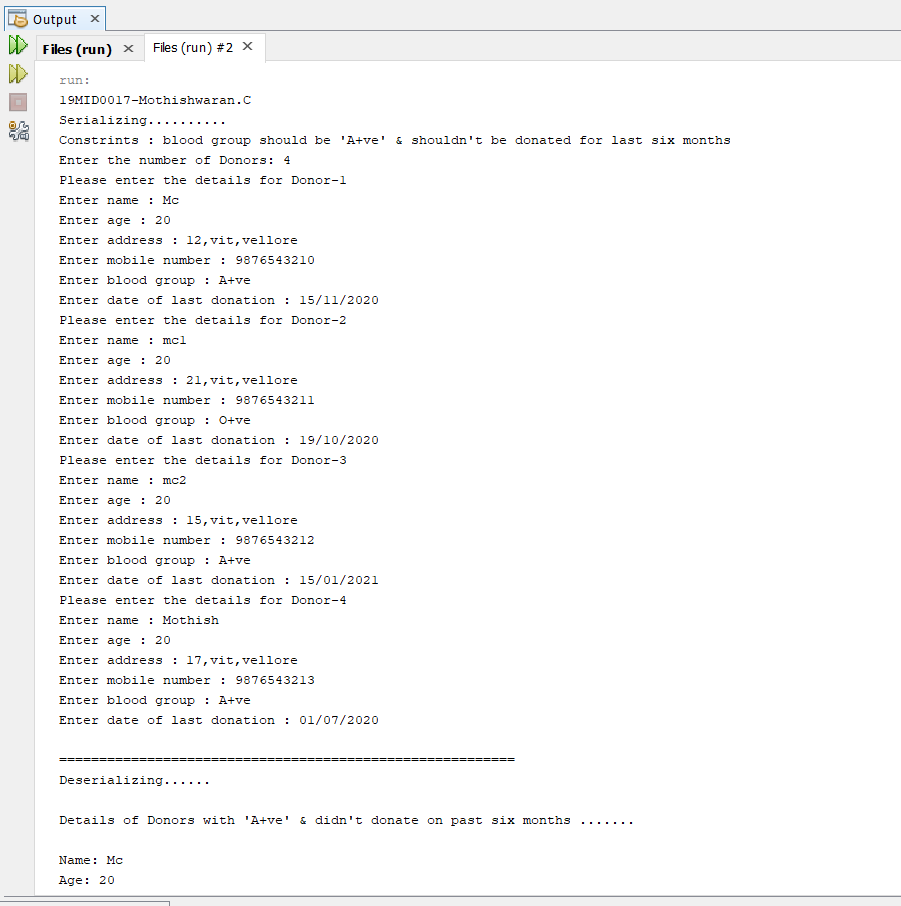 Output
Files (run)
Files (run) #2
run:
19MID0017-Mothishwaran.C
Serializing..........
Constrints : blood group should be 'A+ve' & shouldn't be donated for last six months
Enter the number of Donors: 4
Please enter the details for Donor-1
Enter name : Mc
Enter age : 20
Enter address : 12,vit,vellore
Enter mobile number : 9876543210
Enter blood group : A+ve
Enter date of last donation : 15/11/2020
Please enter the details for Donor-2
Enter name : mc1
Enter age : 20
Enter address : 21,vit,vellore
Enter mobile number : 9876543211
Enter blood group : O+ve
Enter date of last donation : 19/10/2020
Please enter the details for Donor-3
Enter name : mc2
Enter age : 20
Enter address : 15,vit,vellore
Enter mobile number : 9876543212
Enter blood group : A+ve
Enter date of last donation : 15/01/2021
Please enter the details for Donor-4
Enter name : Mothish
Enter age : 20
Enter address : 17,vit,vellore
Enter mobile number : 9876543213
Enter blood group : A+ve
Enter date of last donation : 01/07/2020
=========================================================
Deserializing......
Details of Donors with 'A+ve' & didn't donate on past six months .......
Name: Mc
Age: 20